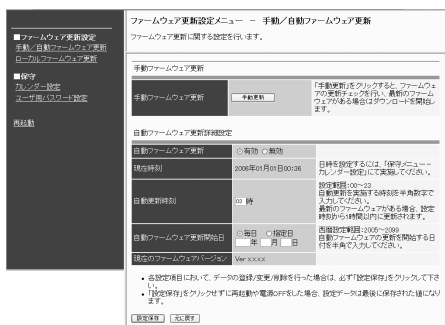 ■ファームウェア更新設定
手動／自動ファームウェア更新
ローカルファームウェア更新
■保守
カレンダー設定
ユーザ用パスワード設定
再起動
ファームウェア更新設定メニュー － 手動／自動ファームウェア更新
ファームウェア更新に関する設定を行います。
手動ファームウェア更新
手動ファームウェア更新
手動更新
「手動更新」をクリックすると、ファームウェ
アの更新チェックを行い、最新のファーム
ウェアがある場合はダウンロードを開始し
ます。
自動ファームウェア更新詳細設定
自動ファームウェア更新
有効 無効
現在時刻
2006年01月01日00:36
日時を設定するには、「保守メニュー－
カレンダー設定」にて実施してください。
自動更新時刻
03 時
設定範囲:00～23
自動更新を実施する時刻を半角数字で
入力してください。
最新のファームウェアがある場合、設定
時刻から1時間以内に更新されます。
自動ファームウェア更新開始日
毎日 指定日
年 月 日
西暦設定範囲:2005～2099
自動ファームウェアの更新を開始する日
付を半角で入力してください。
現在のファームウェアバージョン
Ver.x.x.x.x
• 各設定項目において、データの登録/変更/削除を行った場合は、必ず「設定保存」をクリックして下さ
い。
• 「設定保存」をクリックせずに再起動や電源OFFをした場合、設定データは最後に保存された値になり
ます。
設定保存 元に戻す